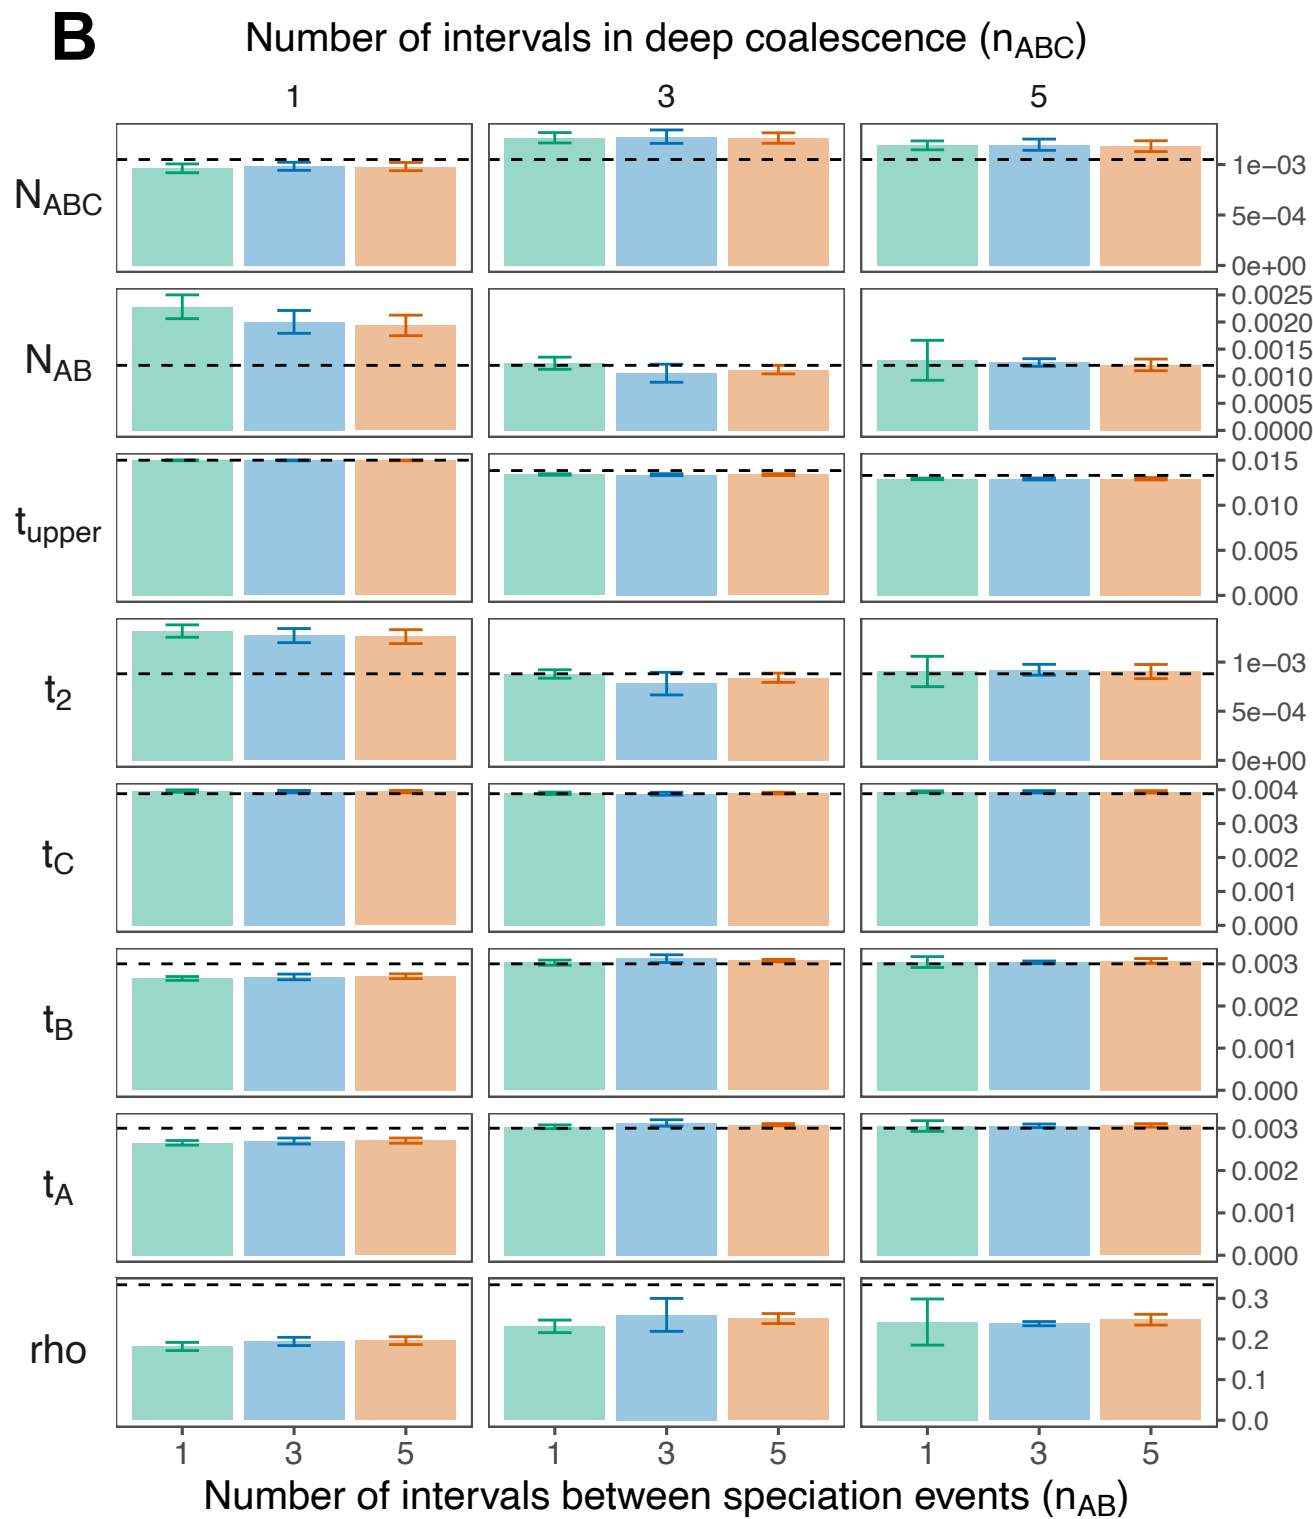 B
Number of intervals in deep coalescence (nABC)
1 3 5
NABC
1e−03
5e−04
0e+00
NAB
0.0025
0.0020
0.0015
0.0010
0.0005
0.0000
tupper
0.015
0.010
0.005
0.000
t2
1e−03
5e−04
0e+00
tC
0.004
0.003
0.002
0.001
0.000
tB
0.003
0.002
0.001
0.000
tA
0.003
0.002
0.001
0.000
rho
0.3
0.2
0.1
0.0
1 3 5 1 3 5 1 3 5
Number of intervals between speciation events (nAB)